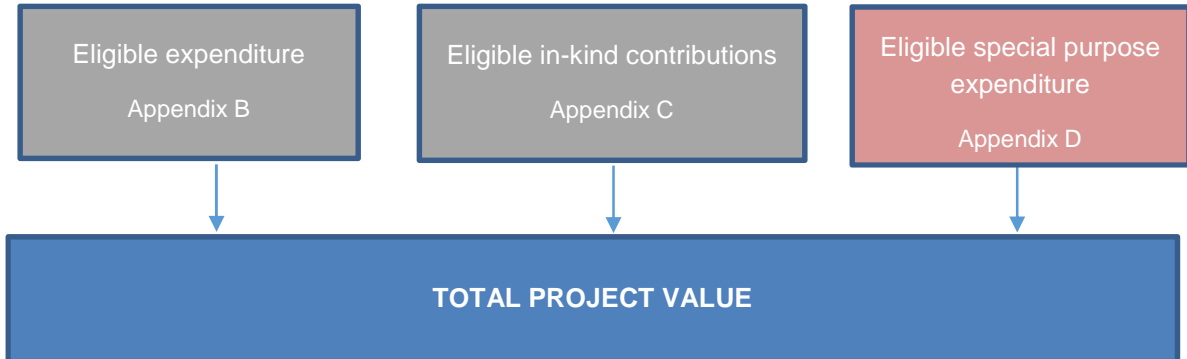 Eligible expenditure
Appendix B
Eligible in-kind contributions
Appendix C
Eligible special purpose
expenditure
Appendix D
TOTAL PROJECT VALUE